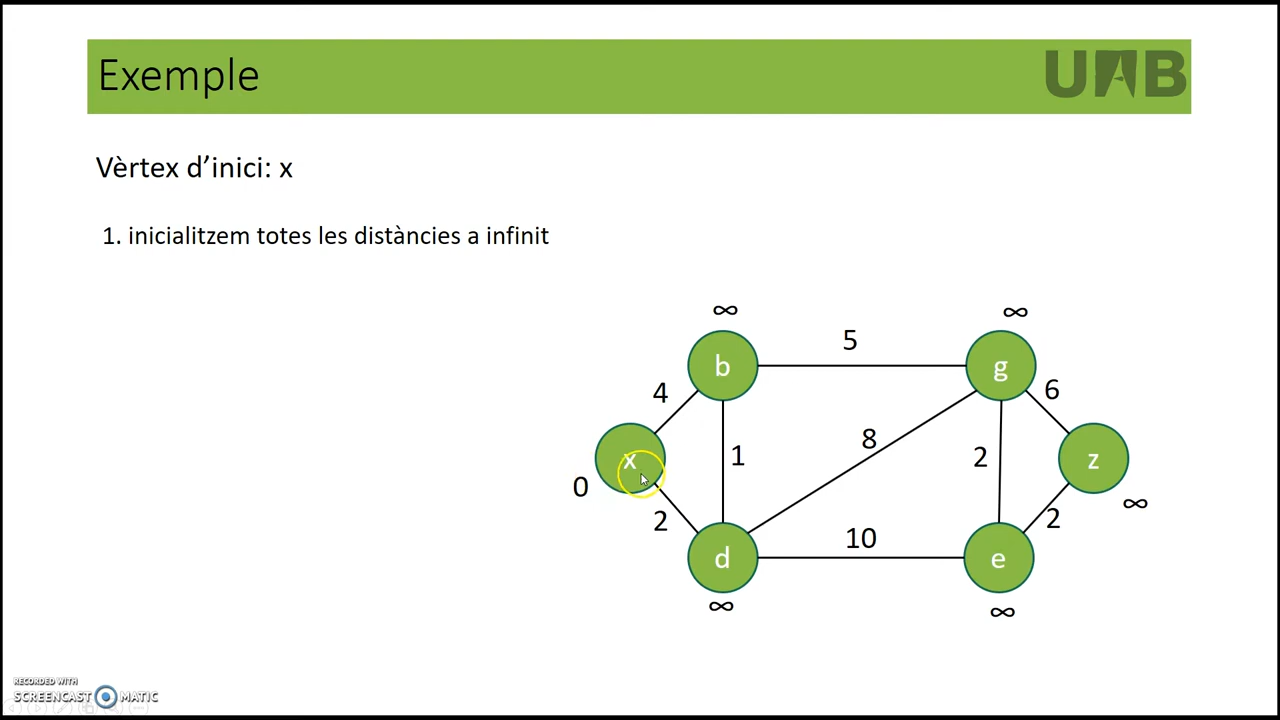 Exemple
UAB
Vèrtex d’inici: x
1. inicialitzem totes les distàncies a infinit
∞ ∞
b 5 g
4 6
x 1 8 2 z
0 ∞
2 2
d 10 e
∞ ∞
RECORDED WITH
SCREENCAST MATIC